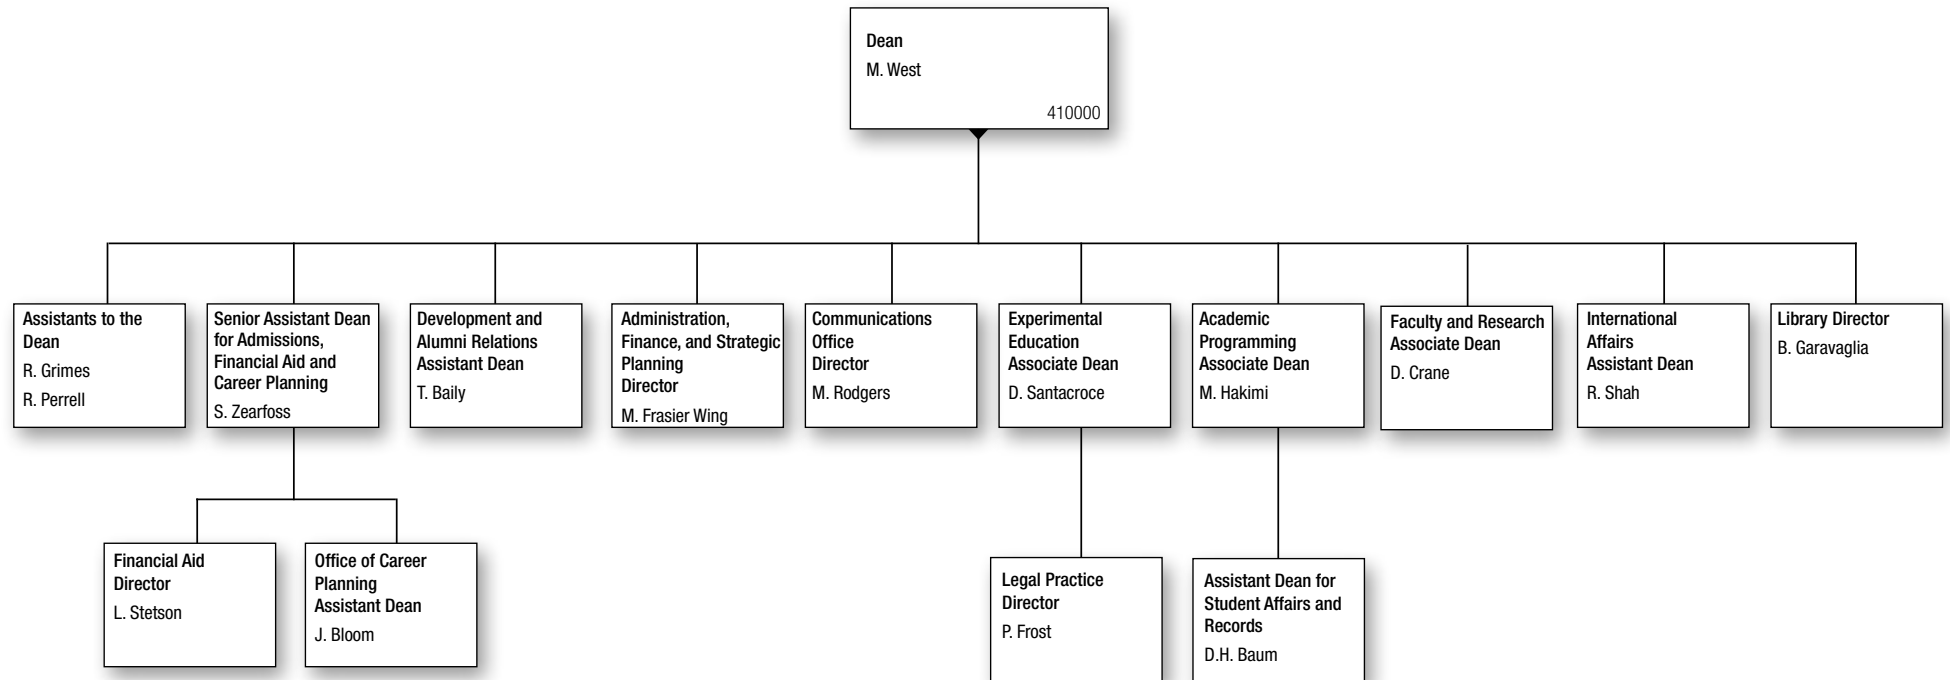 Dean
M. West
410000
Assistants to the
Dean
R. Grimes
R. Perrell
Senior Assistant Dean
for Admissions,
Financial Aid and
Career Planning
S. Zearfoss
Development and
Alumni Relations
Assistant Dean
T. Baily
Administration,
Finance, and Strategic
Planning
Director
M. Frasier Wing
Communications
Office
Director
M. Rodgers
Experimental
Education
Associate Dean
D. Santacroce
Academic
Programming
Associate Dean
M. Hakimi
Faculty and Research
Associate Dean
D. Crane
International
Affairs
Assistant Dean
R. Shah
Library Director
B. Garavaglia
Financial Aid
Director
L. Stetson
Office of Career
Planning
Assistant Dean
J. Bloom
Legal Practice
Director
P. Frost
Assistant Dean for
Student Affairs and
Records
D.H. Baum